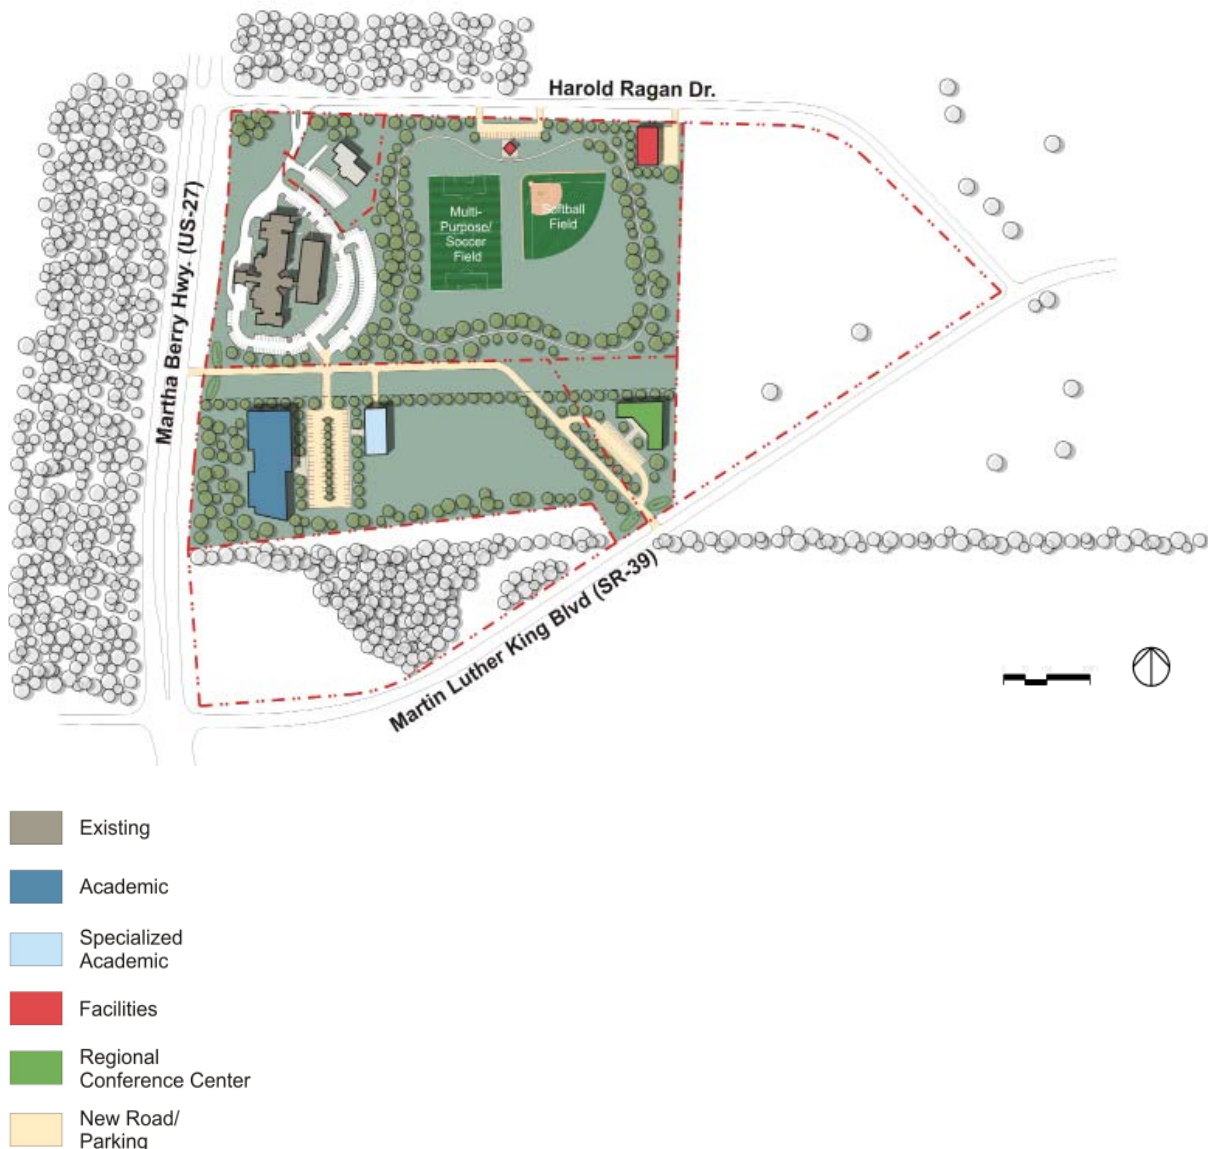 Harold Ragan Dr.
Martha Berry Hwy. (US-27)
Multi-
Purpose/
Soccer
Field
Softball
Field
Martin Luther King Blvd (SR-39)
Existing
Academic
Specialized
Academic
Facilities
Regional
Conference Center
New Road/
Parking